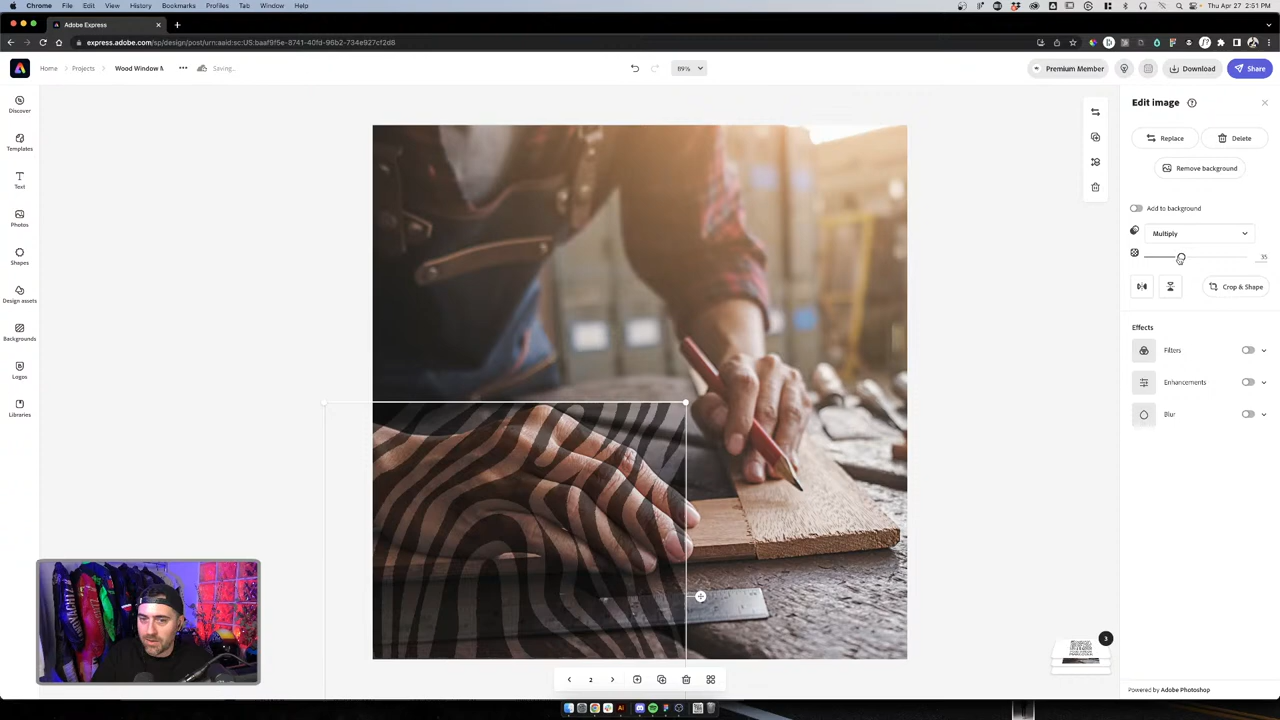 Chrome File Edit View History Bookmarks Profiles Tab Window Help
Thu Apr 27 2:51 PM
Adobe Express
express.adobe.com/sp/design/post/urn:aaid:sc:US:baaf9f5e-8741-40fd-96b2-734e927cf2d8
Home Projects Wood Window M Saving...
89%
Premium Member
Download
Share
Discover
Templates
Text
Photos
Shapes
Design assets
Backgrounds
Logos
Libraries
Edit image
Replace
Delete
Remove background
Add to background
Multiply
35
Crop & Shape
Effects
Filters
Enhancements
Blur
2
3
Powered by Adobe Photoshop